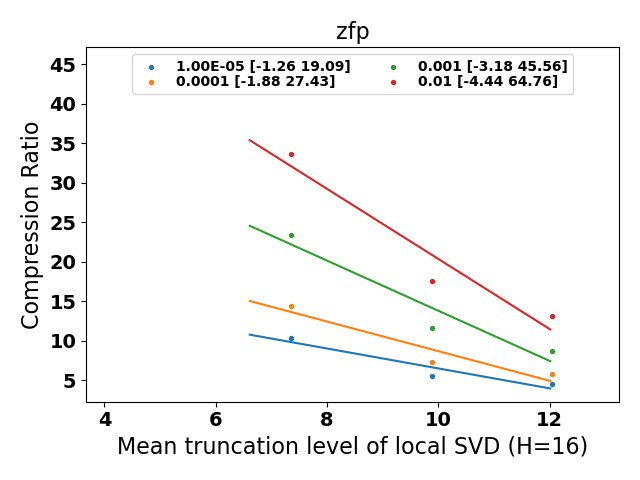 zfp
1.00E-05 [-1.26 19.09]
0.0001 [-1.88 27.43]
0.001 [-3.18 45.56]
0.01 [-4.44 64.76]
Compression Ratio
45
40
35
30
25
20
15
10
5
4 6 8 10 12
Mean truncation level of local SVD (H=16)